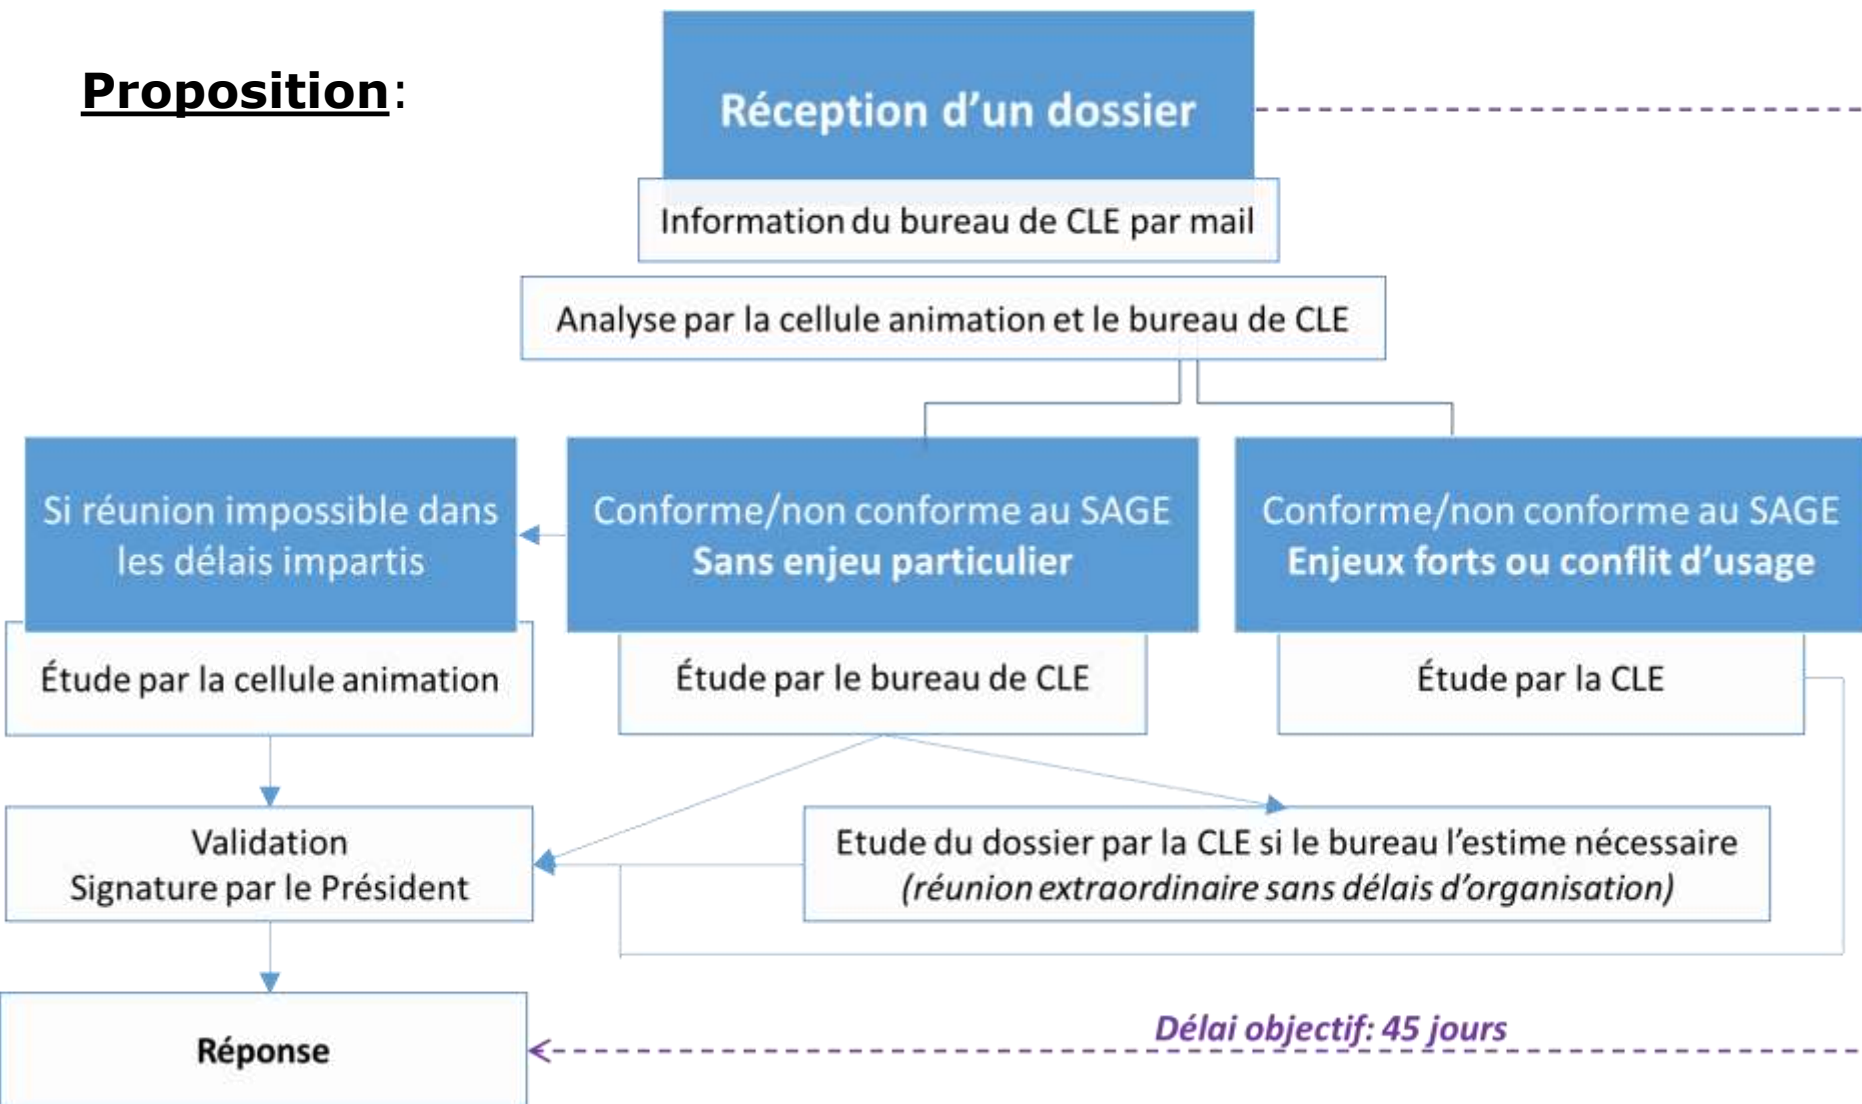 Proposition:
Réception d’un dossier
Information du bureau de CLE par mail
Analyse par la cellule animation et le bureau de CLE
Si réunion impossible dans
les délais impartis
Étude par la cellule animation
Conforme/non conforme au SAGE
Sans enjeu particulier
Étude par le bureau de CLE
Conforme/non conforme au SAGE
Enjeux forts ou conflit d’usage
Étude par la CLE
Validation
Signature par le Président
Etude du dossier par la CLE si le bureau l’estime nécessaire
(réunion extraordinaire sans délais d’organisation)
Réponse
Délai objectif: 45 jours